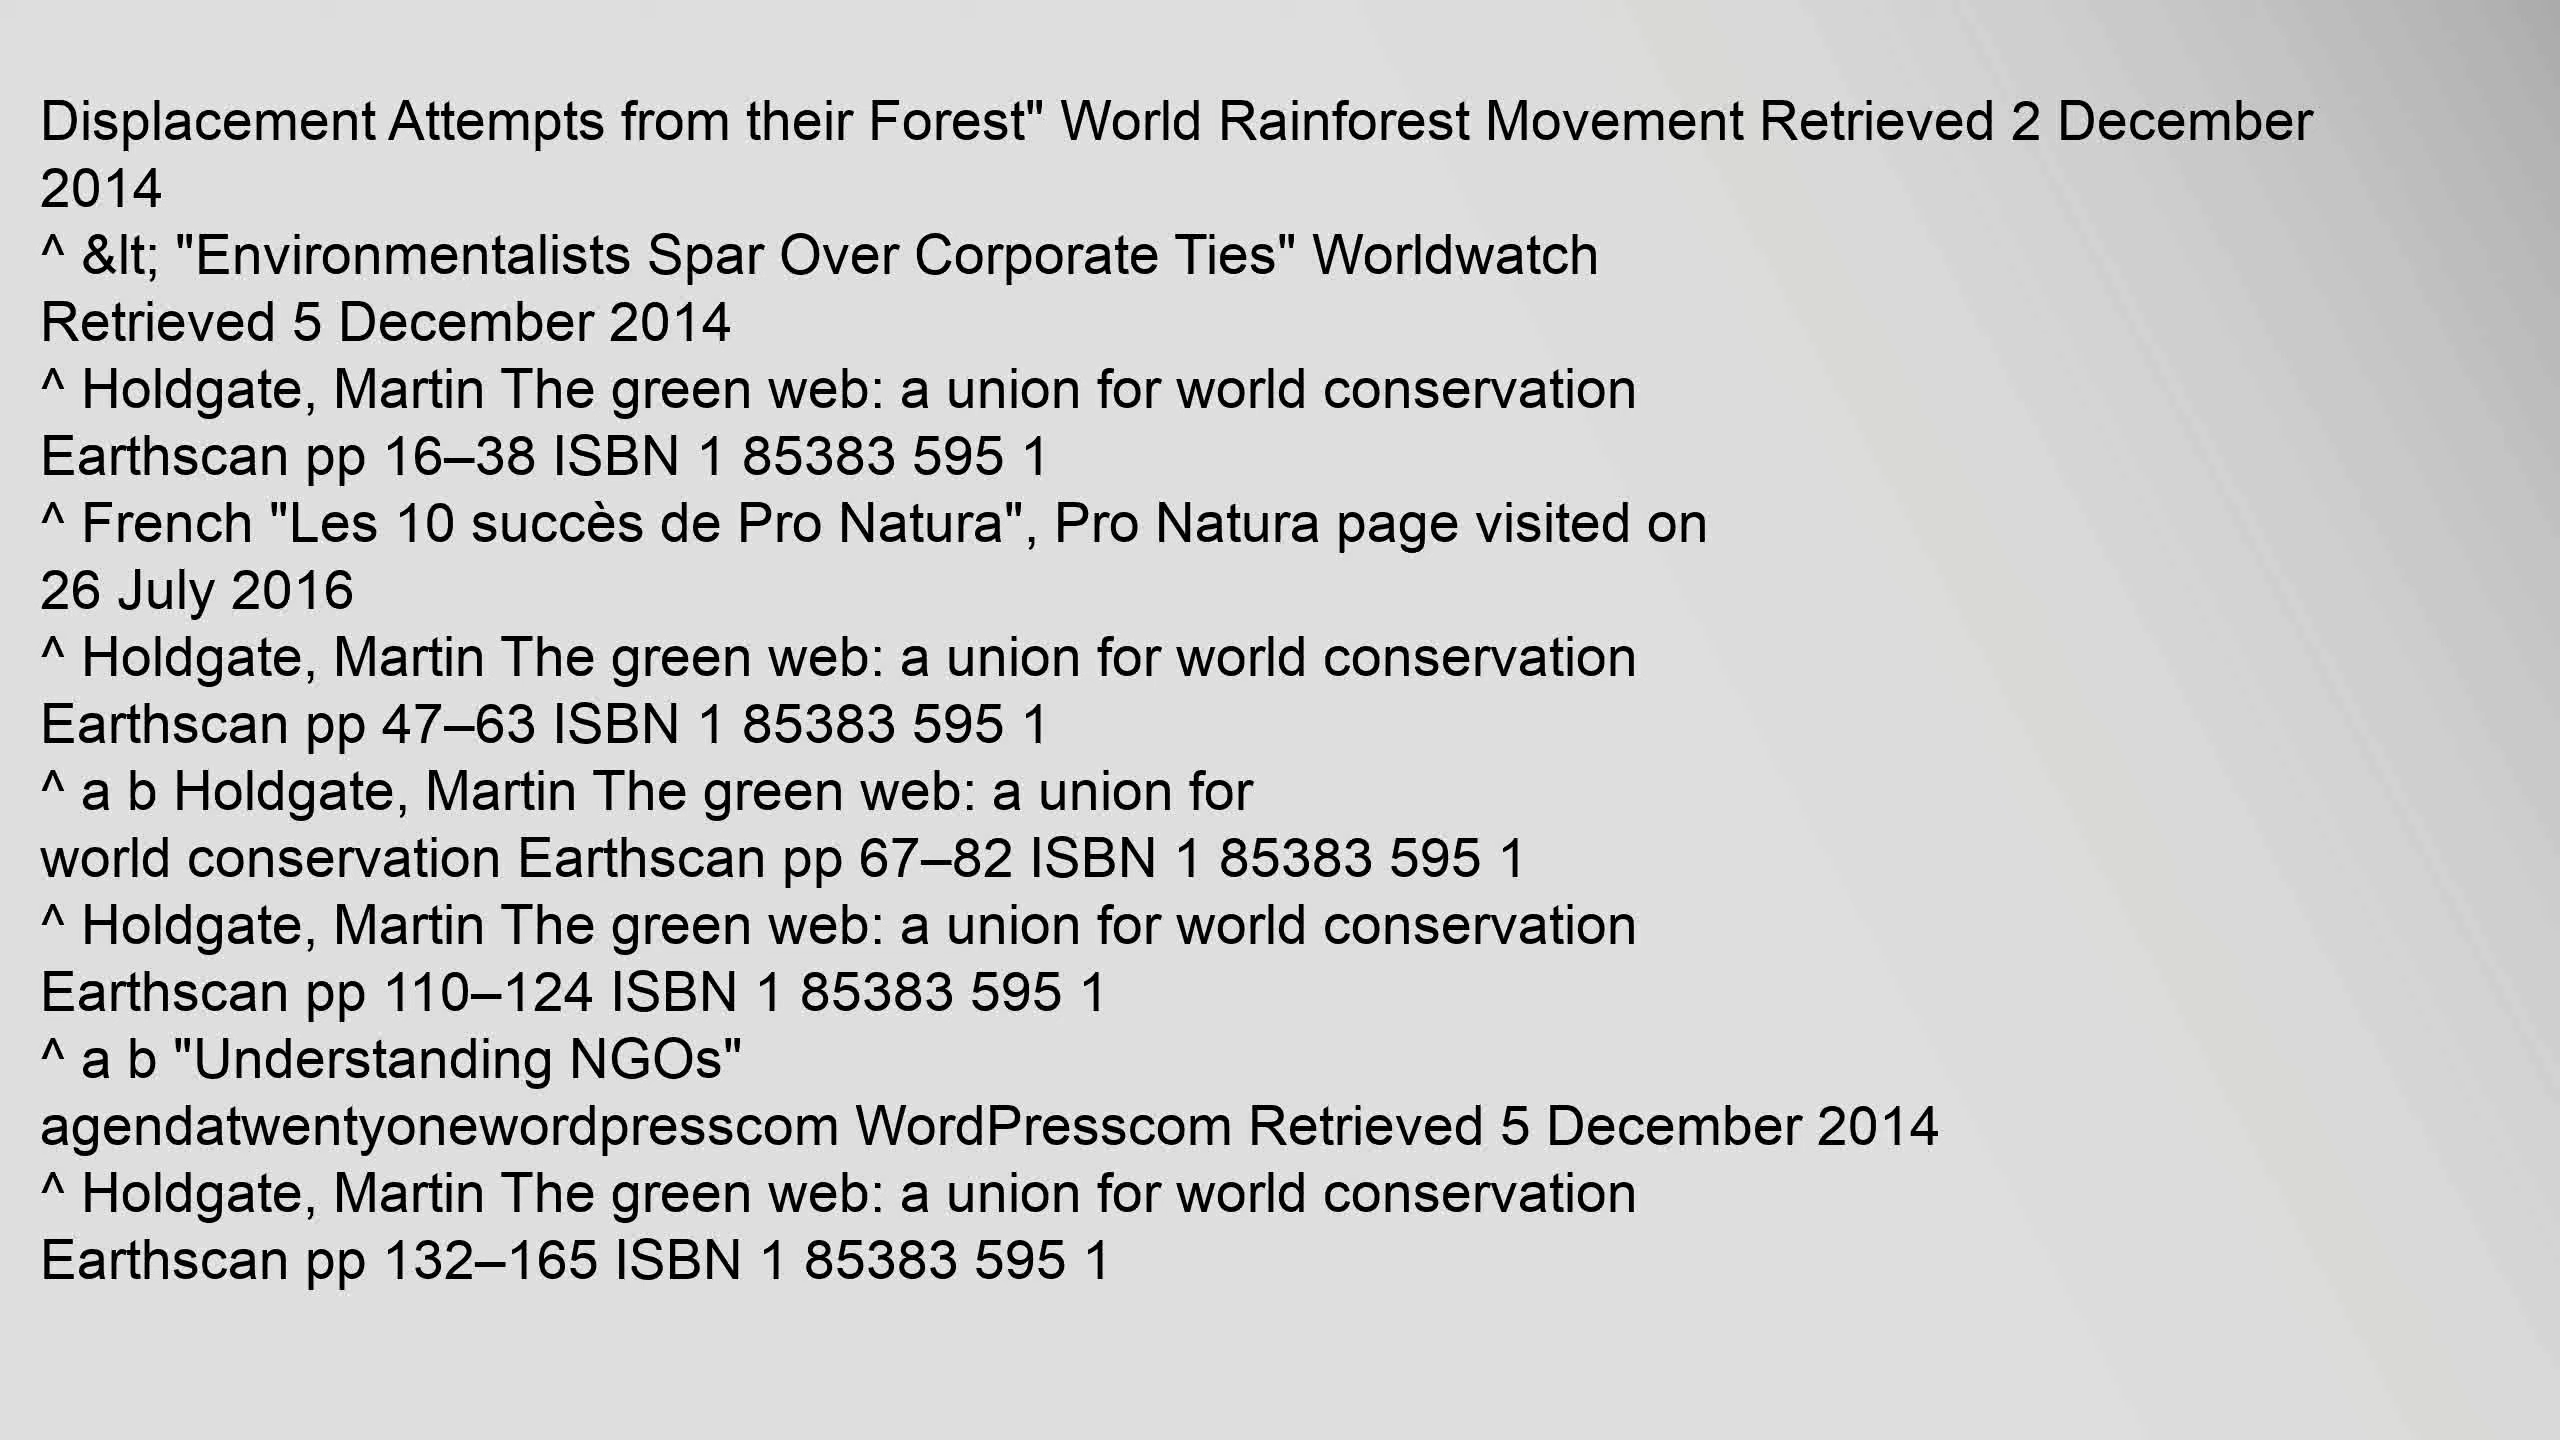 Displacement Attempts from their Forest" World Rainforest Movement Retrieved 2 December
2014
^ &lt; "Environmentalists Spar Over Corporate Ties" Worldwatch
Retrieved 5 December 2014
^ Holdgate, Martin The green web: a union for world conservation
Earthscan pp 16–38 ISBN 1 85383 595 1
^ French "Les 10 succès de Pro Natura", Pro Natura page visited on
26 July 2016
^ Holdgate, Martin The green web: a union for world conservation
Earthscan pp 47–63 ISBN 1 85383 595 1
^ a b Holdgate, Martin The green web: a union for
world conservation Earthscan pp 67–82 ISBN 1 85383 595 1
^ Holdgate, Martin The green web: a union for world conservation
Earthscan pp 110–124 ISBN 1 85383 595 1
^ a b "Understanding NGOs"
agendatwentyonewordpresscom WordPresscom Retrieved 5 December 2014
^ Holdgate, Martin The green web: a union for world conservation
Earthscan pp 132–165 ISBN 1 85383 595 1